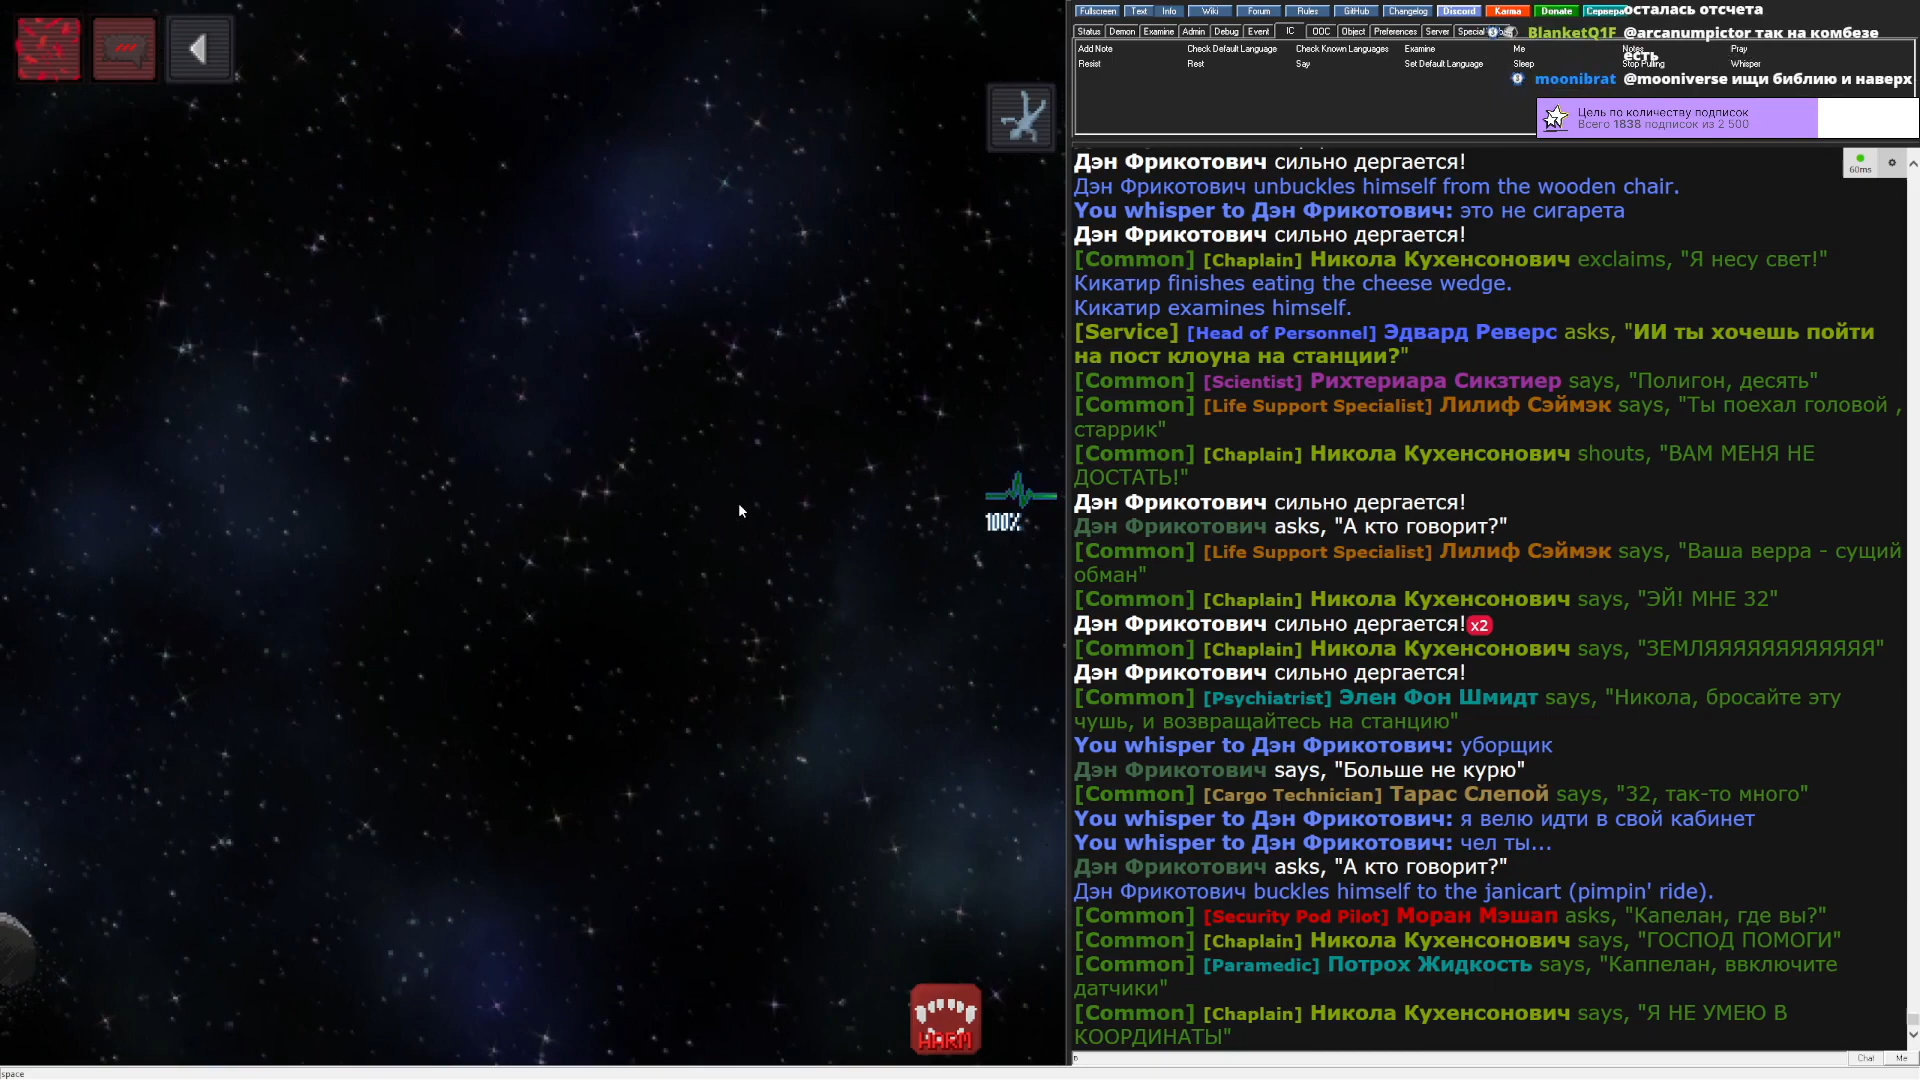 Fullscreen Text Info Wiki Forum Rules GitHub Changelog Discord Karma Donate Сервера
осталась отсчета
Status Demon Examine Admin Debug Event IC OOC Object Preferences Server Special
BlanketQ1F @arcanumpictor так на комбезе
есть
Add Note Check Default Language Check Known Languages Examine Me Notes Pray
Resist Rest Say Set Default Language Sleep Stop Pulling Whisper
moonibrat @mooniverse ищи библию и наверх
Цель по количеству подписок
Всего 1838 подписок из 2 500
60ms
Дэн Фрикотович сильно дергается!
Дэн Фрикотович unbuckles himself from the wooden chair.
You whisper to Дэн Фрикотович: это не сигарета
Дэн Фрикотович сильно дергается!
[Common] [Chaplain] Никола Кухенсонович exclaims, "Я несу свет!"
Кикатир finishes eating the cheese wedge.
Кикатир examines himself.
[Service] [Head of Personnel] Эдвард Реверс asks, "ИИ ты хочешь пойти
на пост клоуна на станции?"
[Common] [Scientist] Рихтериара Сикзтиер says, "Полигон, десять"
[Common] [Life Support Specialist] Лилиф Сэймэк says, "Ты поехал головой ,
старрик"
[Common] [Chaplain] Никола Кухенсонович shouts, "ВАМ МЕНЯ НЕ
ДОСТАТЬ!"
Дэн Фрикотович сильно дергается!
Дэн Фрикотович asks, "А кто говорит?"
[Common] [Life Support Specialist] Лилиф Сэймэк says, "Ваша верра - сущий
обман"
[Common] [Chaplain] Никола Кухенсонович says, "ЭЙ! МНЕ 32"
Дэн Фрикотович сильно дергается! x2
[Common] [Chaplain] Никола Кухенсонович says, "ЗЕМЛЯЯЯЯЯЯЯЯЯЯЯЯ"
Дэн Фрикотович сильно дергается!
[Common] [Psychiatrist] Элен Фон Шмидт says, "Никола, бросайте эту
чушь, и возвращайтесь на станцию"
You whisper to Дэн Фрикотович: уборщик
Дэн Фрикотович says, "Больше не курю"
[Common] [Cargo Technician] Тарас Слепой says, "32, так-то много"
You whisper to Дэн Фрикотович: я велю идти в свой кабинет
You whisper to Дэн Фрикотович: чел ты...
Дэн Фрикотович asks, "А кто говорит?"
Дэн Фрикотович buckles himself to the janicart (pimpin' ride).
[Common] [Security Pod Pilot] Моран Мэшап asks, "Капелан, где вы?"
[Common] [Chaplain] Никола Кухенсонович says, "ГОСПОД ПОМОГИ"
[Common] [Paramedic] Потрох Жидкость says, "Каппелан, ввключите
датчики"
[Common] [Chaplain] Никола Кухенсонович says, "Я НЕ УМЕЮ В
КООРДИНАТЫ"
100%
HARM
Chat Me
space